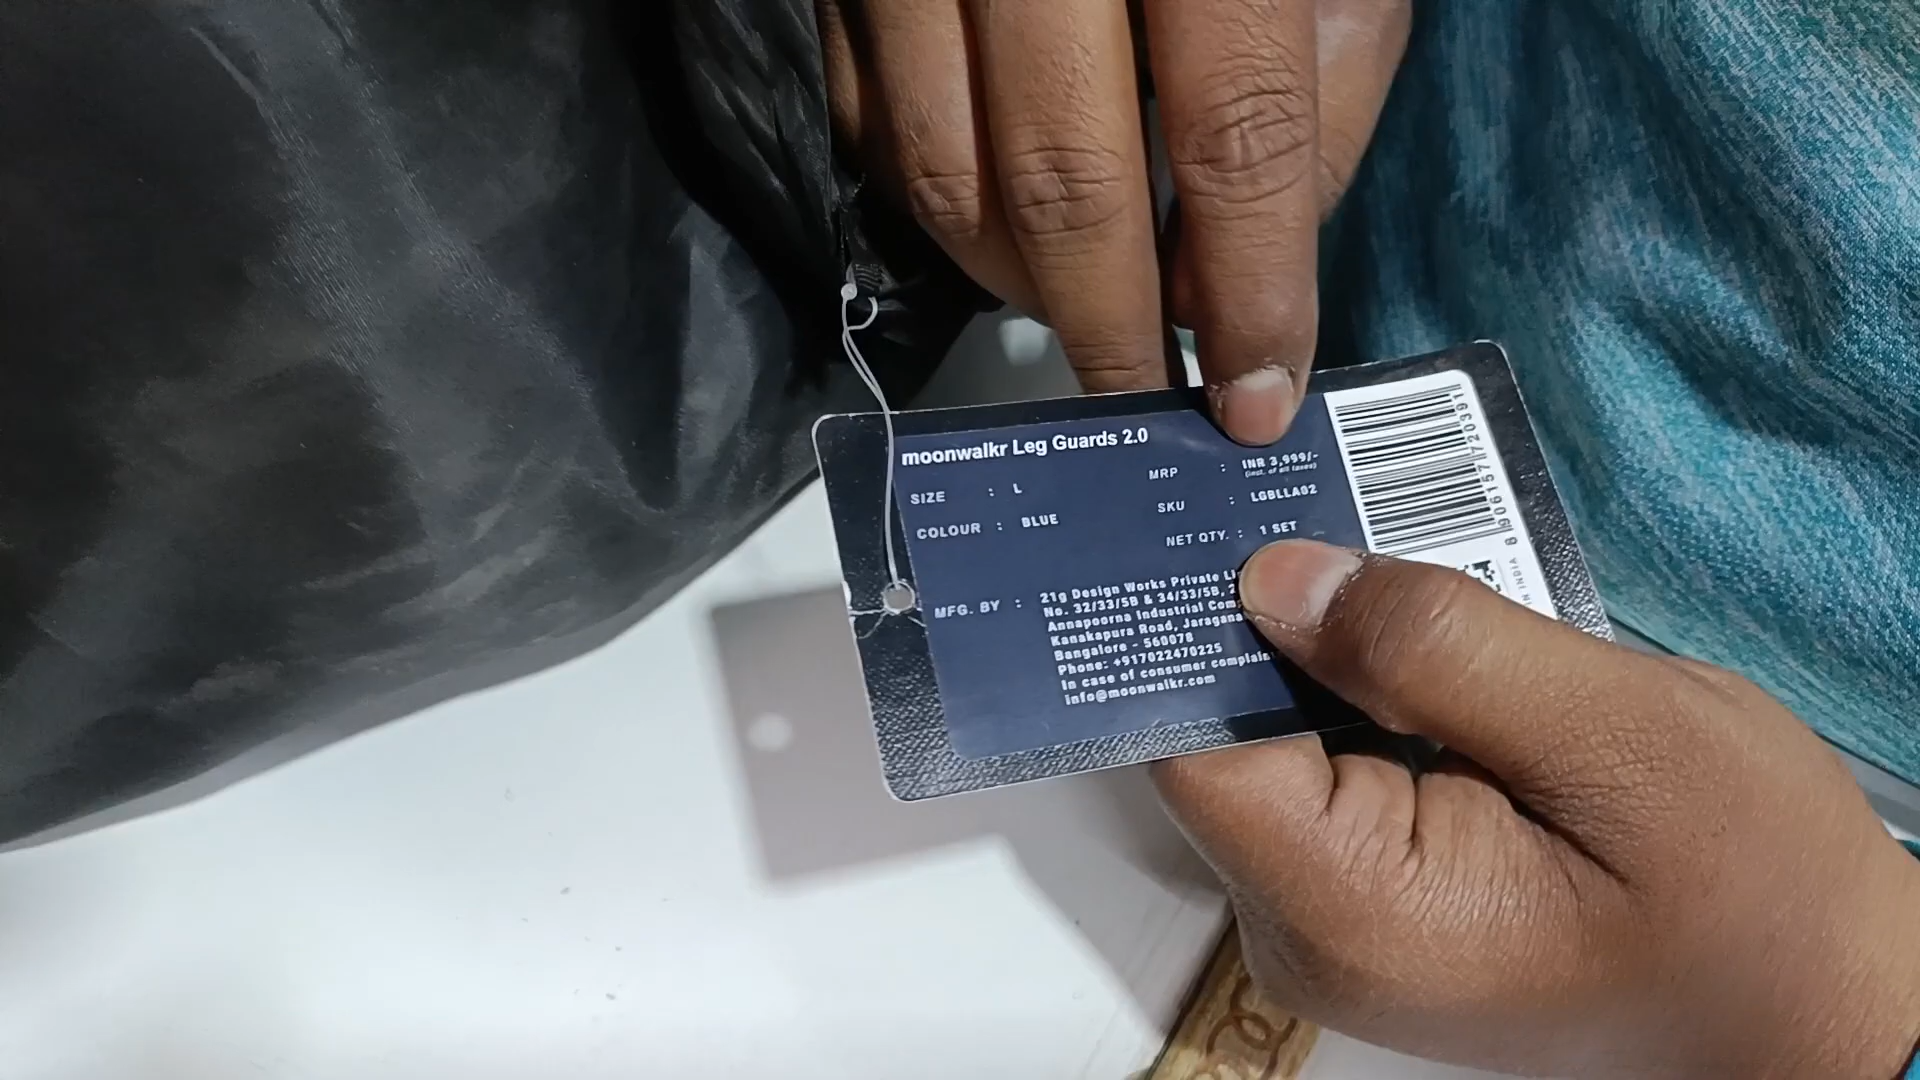 moonwalkr Leg Guards 2.0
SIZE : L
COLOUR : BLUE
MRP : INR 3,999/-
(incl. of all taxes)
SKU : LGBLLA02
NET QTY. : 1 SET
MFG. BY : 21g Design Works Private
No. 32/33/5B & 34/33/5B,
Annapoorna Industrial
Kanakapura Road,
Bangalore - 560078
Phone: +917022470225
In case of consumer
info@moonwalkr.com
IN INDIA